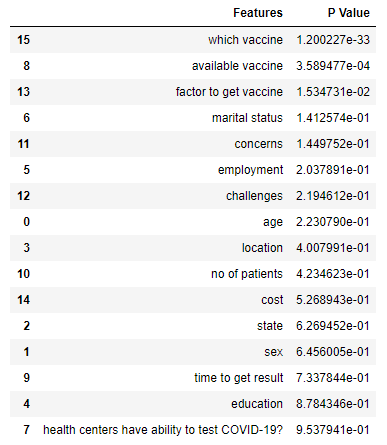 Features P Value
15 which vaccine 1.200227e-33
8 available vaccine 3.589477e-04
13 factor to get vaccine 1.534731e-02
6 marital status 1.412574e-01
11 concerns 1.449752e-01
5 employment 2.037891e-01
12 challenges 2.194612e-01
0 age 2.230790e-01
3 location 4.007991e-01
10 no of patients 4.234623e-01
14 cost 5.268943e-01
2 state 6.269452e-01
1 sex 6.456005e-01
9 time to get result 7.337844e-01
4 education 8.784346e-01
7 health centers have ability to test COVID-19? 9.537941e-01